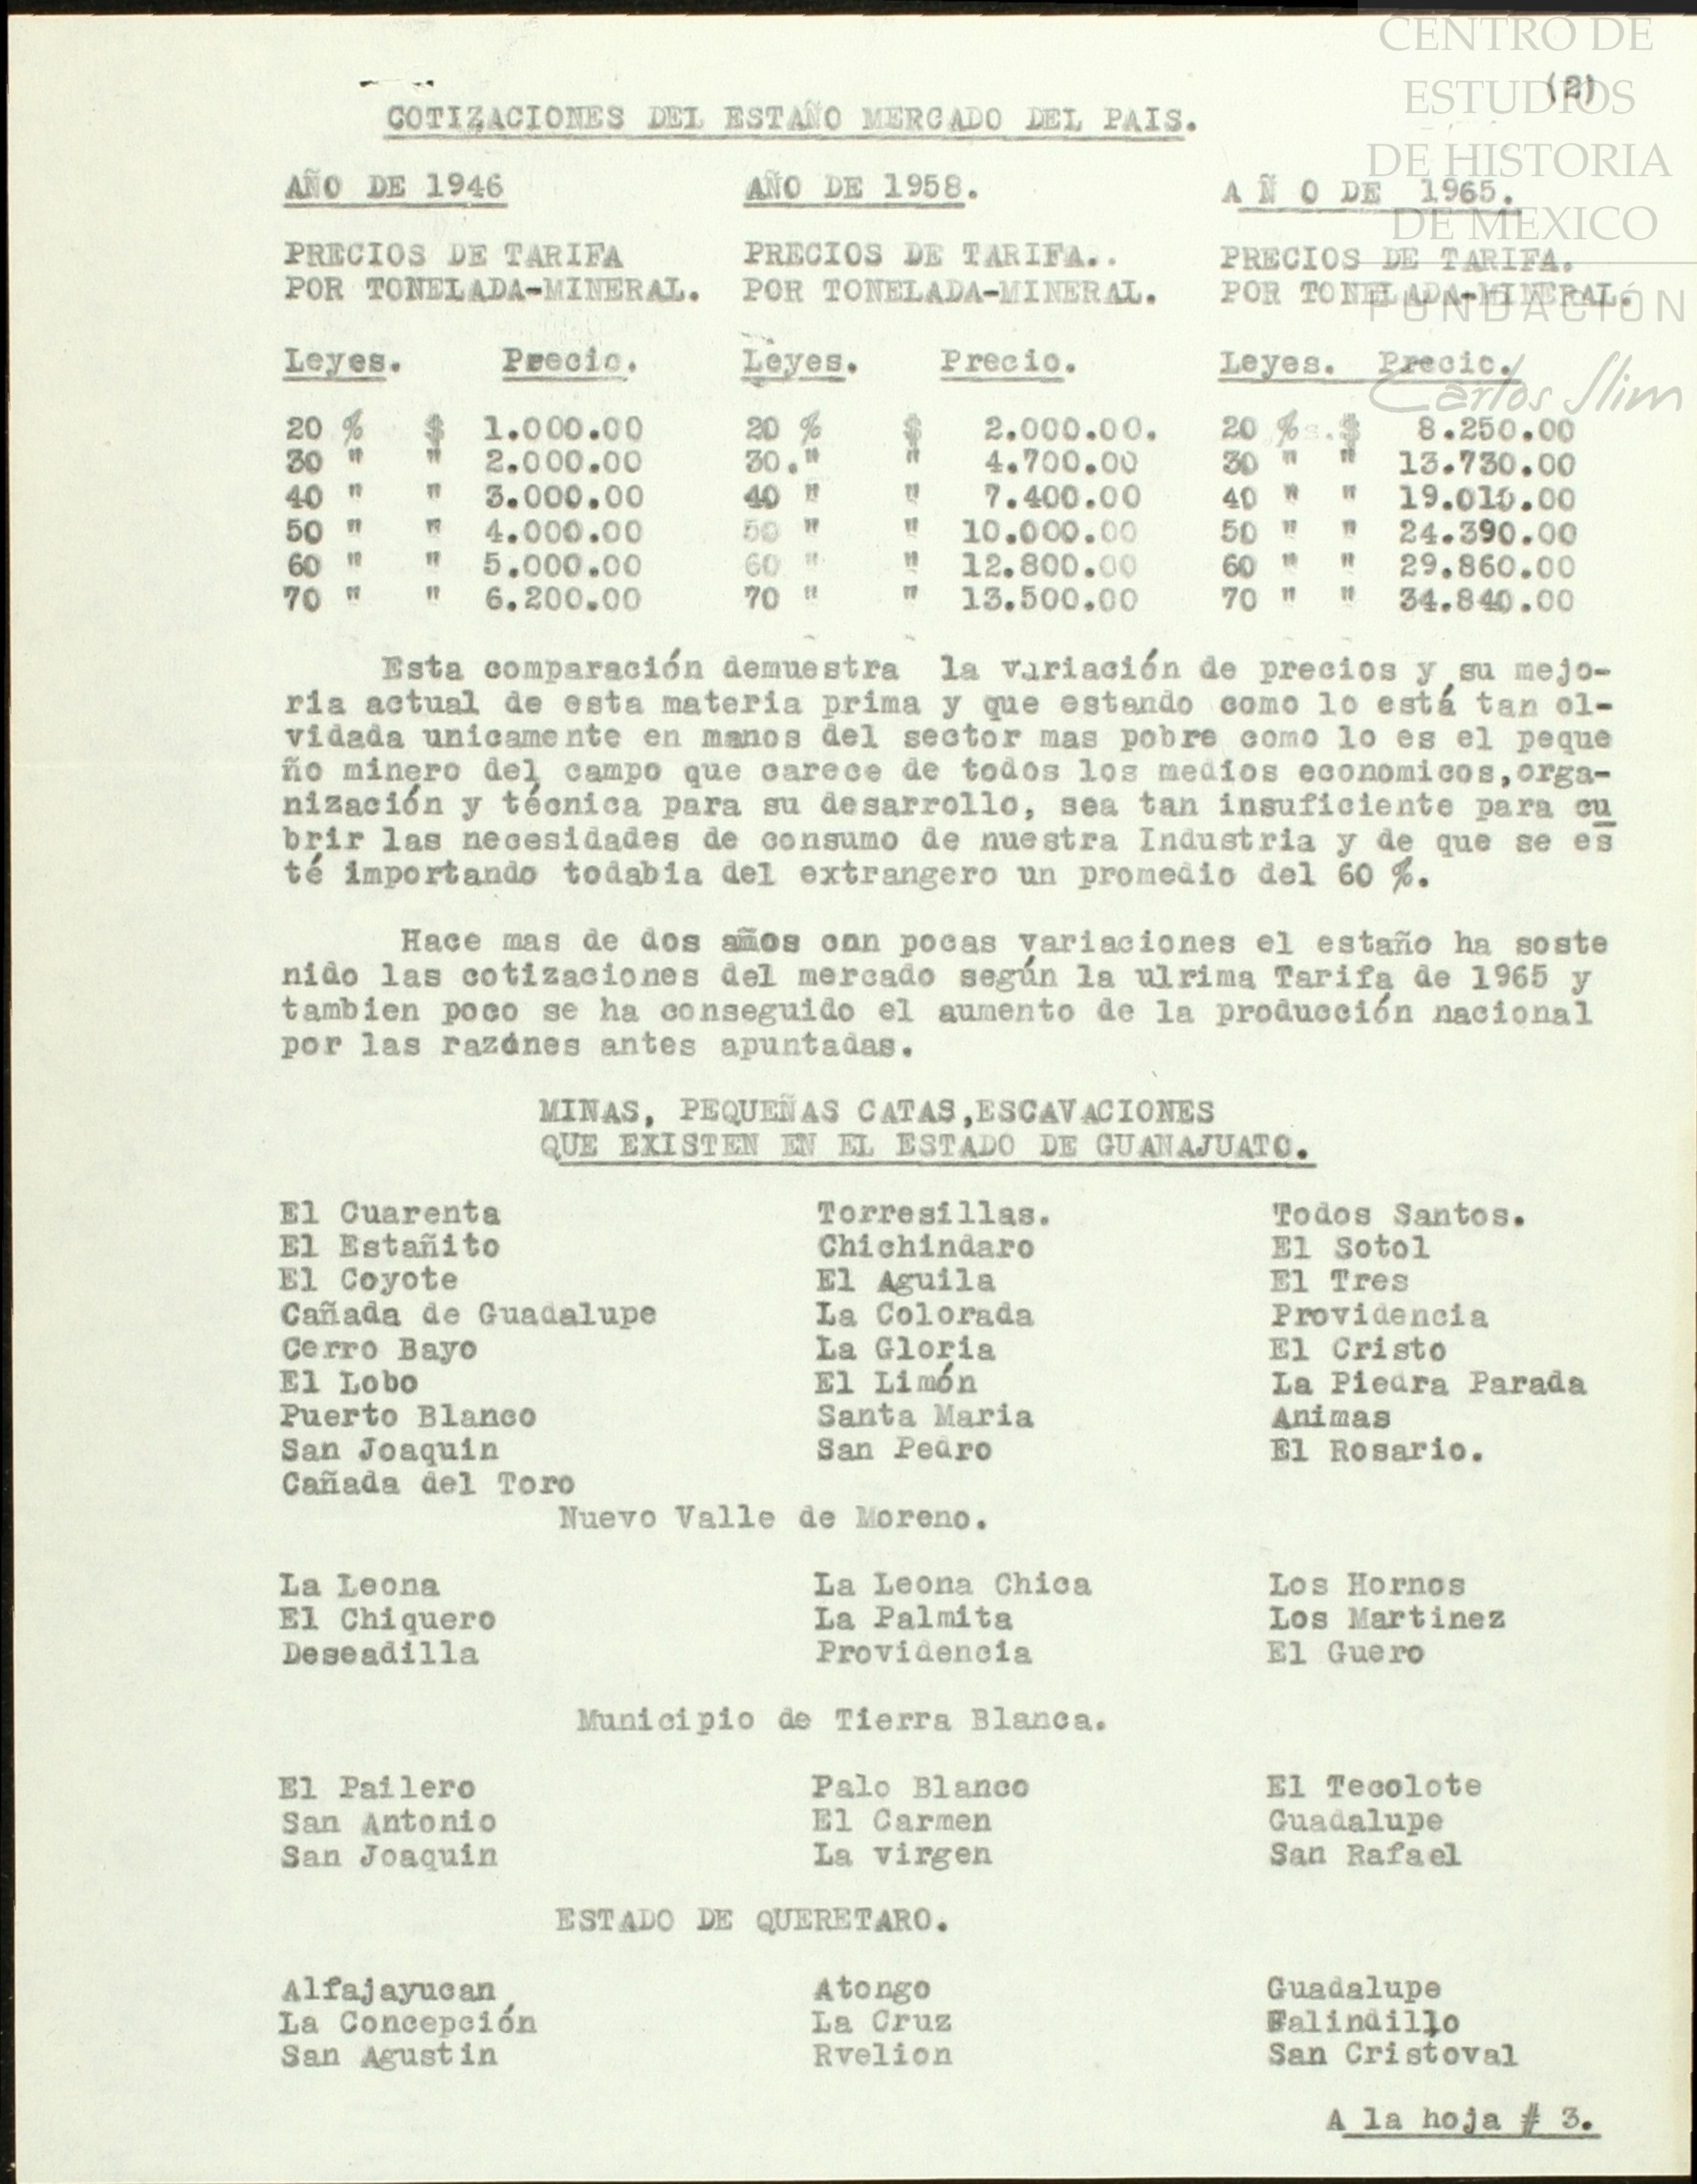 CENTRO DE
ESTUDIOS
DE HISTORIA
DE MEXICO
FUNDACIÓN
Carlos Slim
(2)
COTIZACIONES DEL ESTAÑO MERCADO DEL PAIS.
AÑO DE 1946 AÑO DE 1958. A Ñ O DE 1965.
PRECIOS DE TARIFA PRECIOS DE TARIFA.. PRECIOS DE TARIFA.
POR TONELADA-MINERAL. POR TONELADA-MINERAL. POR TONELADA-MINERAL.
Leyes. Precio. Leyes. Precio. Leyes. Precio.
20 % $ 1.000.00 20 % $ 2.000.00. 20 % $ 8.250.00
30 " " 2.000.00 30." " 4.700.00 30 " " 13.730.00
40 " " 3.000.00 40 " " 7.400.00 40 " " 19.010.00
50 " " 4.000.00 50 " " 10.000.00 50 " " 24.390.00
60 " " 5.000.00 60 " " 12.800.00 60 " " 29.860.00
70 " " 6.200.00 70 " " 13.500.00 70 " " 34.840.00
Esta comparación demuestra la variación de precios y su mejo-
ria actual de esta materia prima y que estando como lo está tan ol-
vidada unicamente en manos del sector mas pobre como lo es el peque
ño minero del campo que carece de todos los medios economicos,orga-
nización y técnica para su desarrollo, sea tan insuficiente para cu
brir las necesidades de consumo de nuestra Industria y de que se es
té importando todabia del extrangero un promedio del 60 %.
Hace mas de dos años con pocas variaciones el estaño ha soste
nido las cotizaciones del mercado según la ulrima Tarifa de 1965 y
tambien poco se ha conseguido el aumento de la producción nacional
por las razones antes apuntadas.
MINAS, PEQUEÑAS CATAS,ESCAVACIONES
QUE EXISTEN EN EL ESTADO DE GUANAJUATO.
El Cuarenta Torresillas. Todos Santos.
El Estañito Chichindaro El Sotol
El Coyote El Aguila El Tres
Cañada de Guadalupe La Colorada Providencia
Cerro Bayo La Gloria El Cristo
El Lobo El Limón La Piedra Parada
Puerto Blanco Santa Maria Animas
San Joaquin San Pedro El Rosario.
Cañada del Toro
Nuevo Valle de Moreno.
La Leona La Leona Chica Los Hornos
El Chiquero La Palmita Los Martinez
Deseadilla Providencia El Guero
Municipio de Tierra Blanca.
El Pailero Palo Blanco El Tecolote
San Antonio El Carmen Guadalupe
San Joaquin La virgen San Rafael
ESTADO DE QUERETARO.
Alfajayucan Atongo Guadalupe
La Concepción La Cruz Palindillo
San Agustin Rvelion San Cristoval
A la hoja # 3.